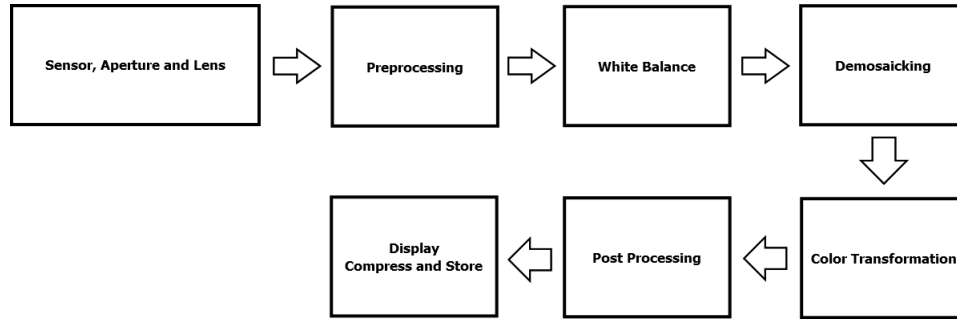 Sensor, Aperture and Lens
Preprocessing
White Balance
Demosaicking
Color Transformation
Post Processing
Display
Compress and Store